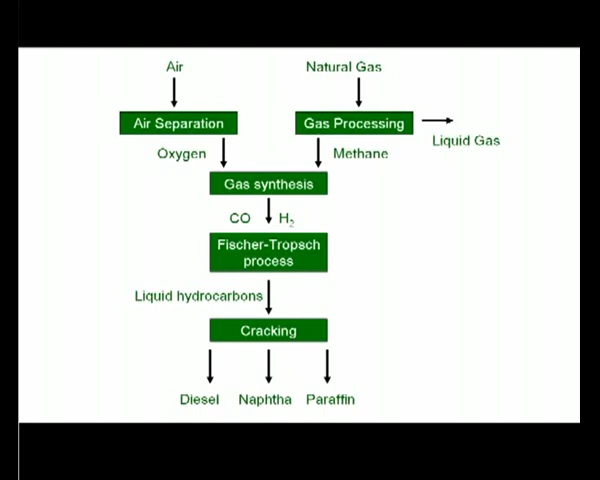 Air
Natural Gas
Air Separation
Gas Processing
Liquid Gas
Oxygen
Methane
Gas synthesis
CO
H₂
Fischer-Tropsch
process
Liquid hydrocarbons
Cracking
Diesel
Naphtha
Paraffin